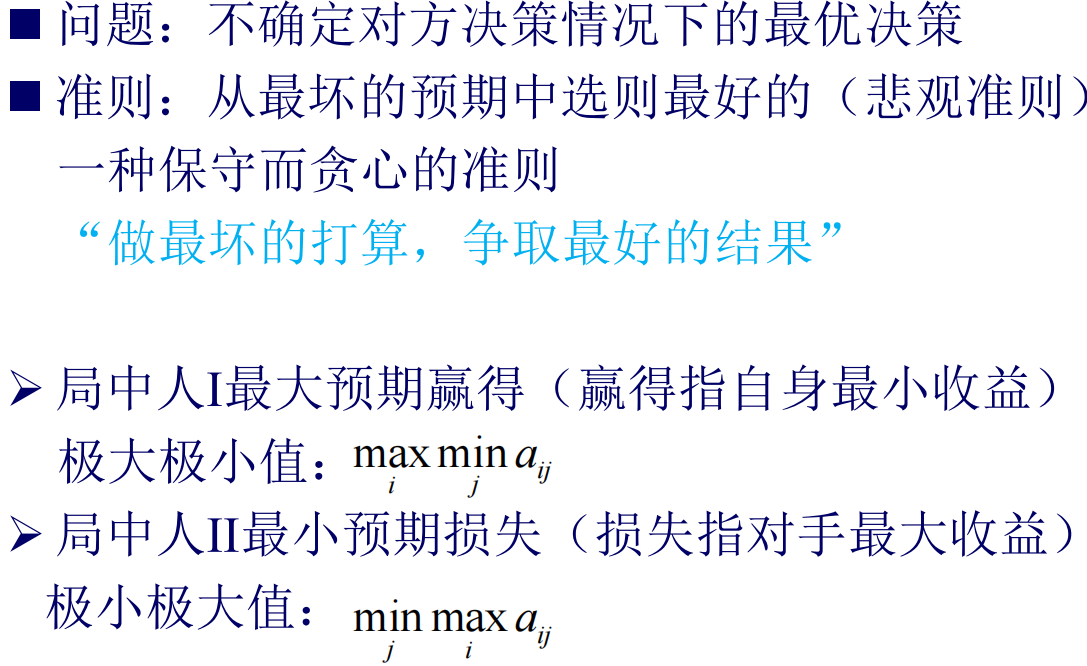 ■ 问题：不确定对方决策情况下的最优决策
■ 准则：从最坏的预期中选则最好的（悲观准则）
一种保守而贪心的准则
“做最坏的打算，争取最好的结果”
➢ 局中人I最大预期赢得（赢得指自身最小收益）
极大极小值：max_i min_j a_ij
➢ 局中人II最小预期损失（损失指对手最大收益）
极小极大值：min_j max_i a_ij